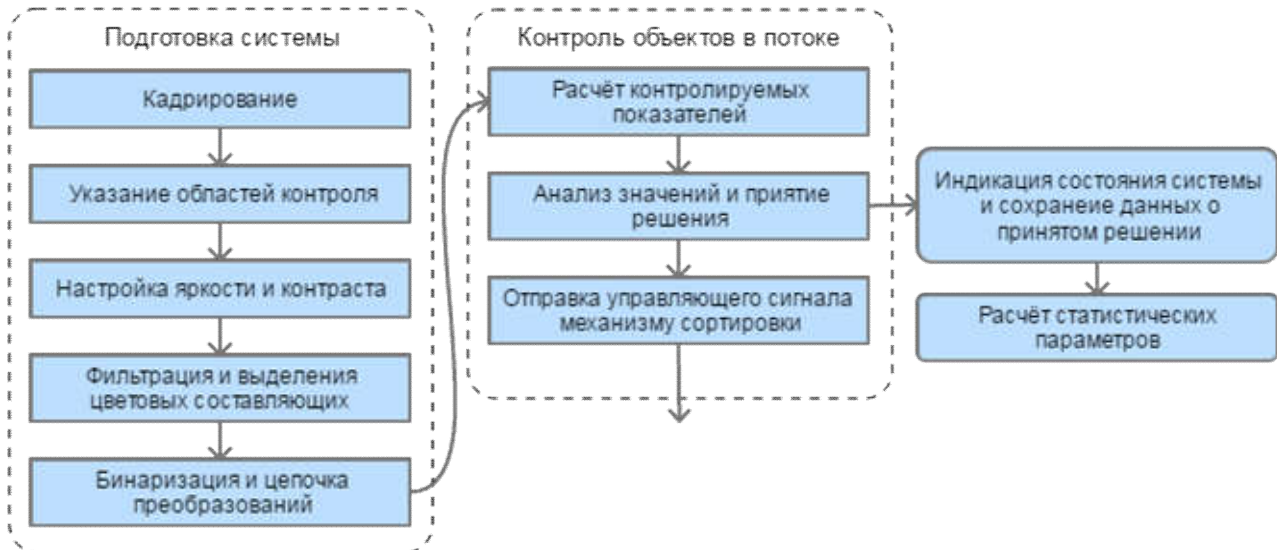 Подготовка системы
Кадрирование
Указание областей контроля
Настройка яркости и контраста
Фильтрация и выделения
цветовых составляющих
Бинаризация и цепочка
преобразований
Контроль объектов в потоке
Расчёт контролируемых
показателей
Анализ значений и приятие
решения
Отправка управляющего сигнала
механизму сортировки
Индикация состояния системы
и сохранеие данных о
принятом решении
Расчёт статистических
параметров